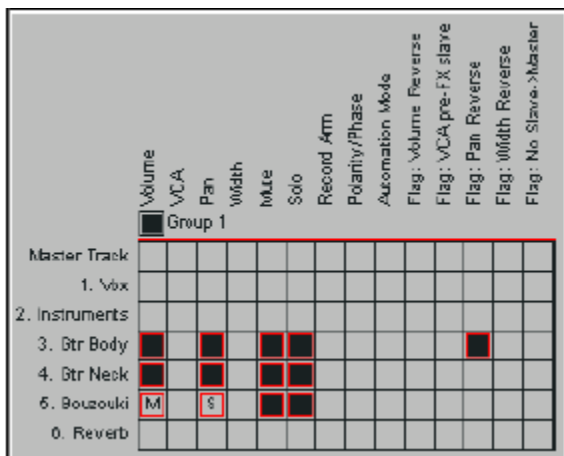 Volume
VCA
Pan
Width
Mute
Solo
Record Arm
Polarity/Phase
Automation Mode
Flag: Volume Reverse
Flag: VCA pre-FX slave
Flag: Pan Reverse
Flag: Width Reverse
Flag: No Slave->Master
Group 1
Master Track
1. Vox
2. Instruments
3. Gtr Body
4. Gtr Neck
5. Bouzouki M S
6. Reverb